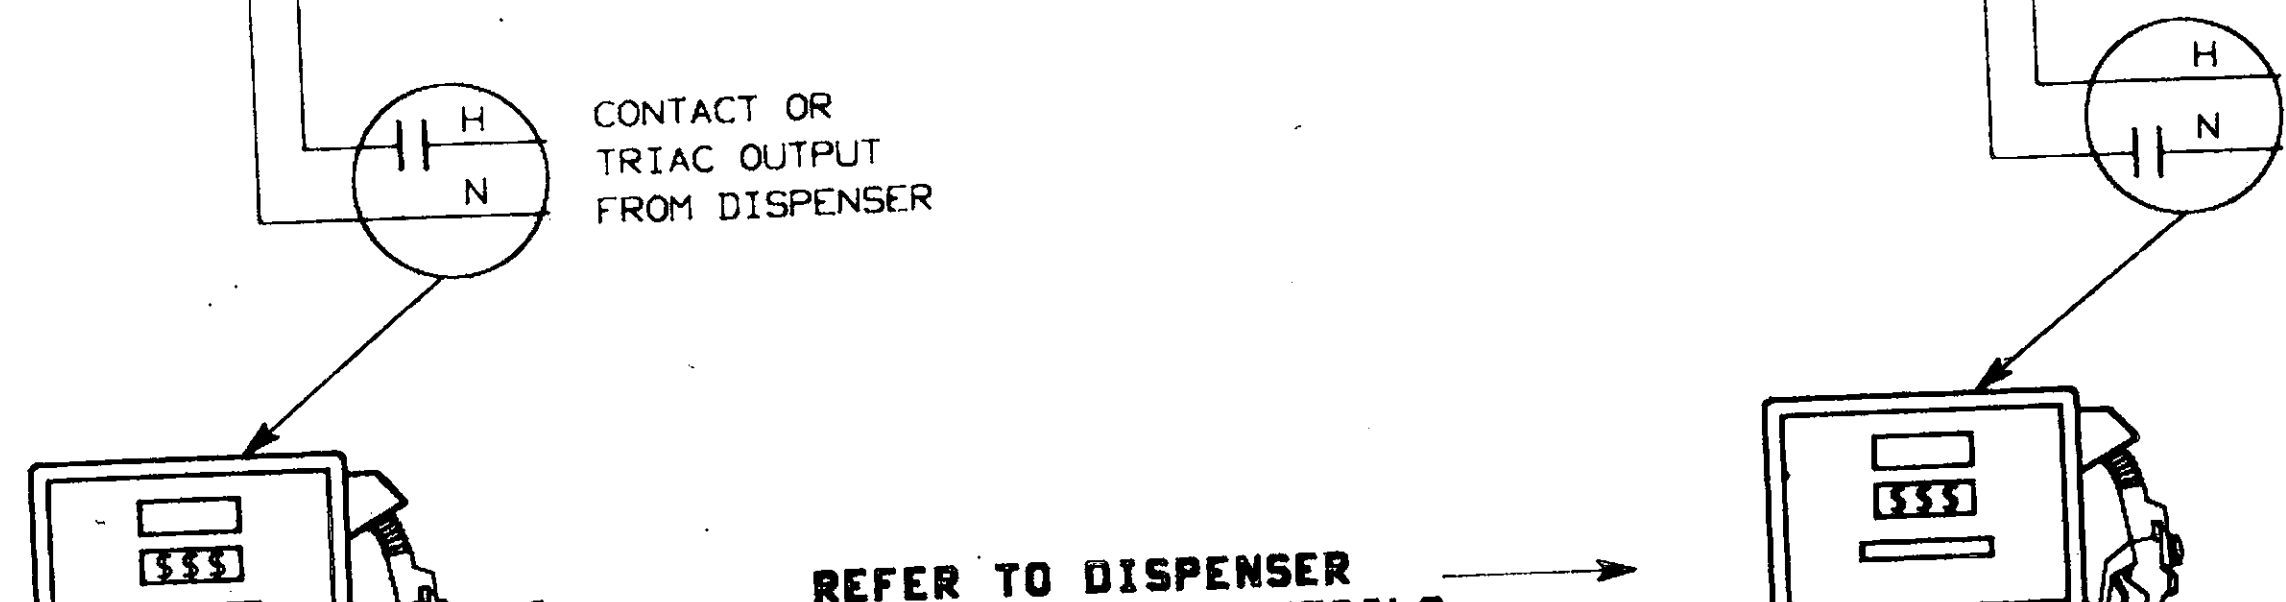 H
N
CONTACT OR
TRIAC OUTPUT
FROM DISPENSER
H
N
$$$
$$$
REFER TO DISPENSER